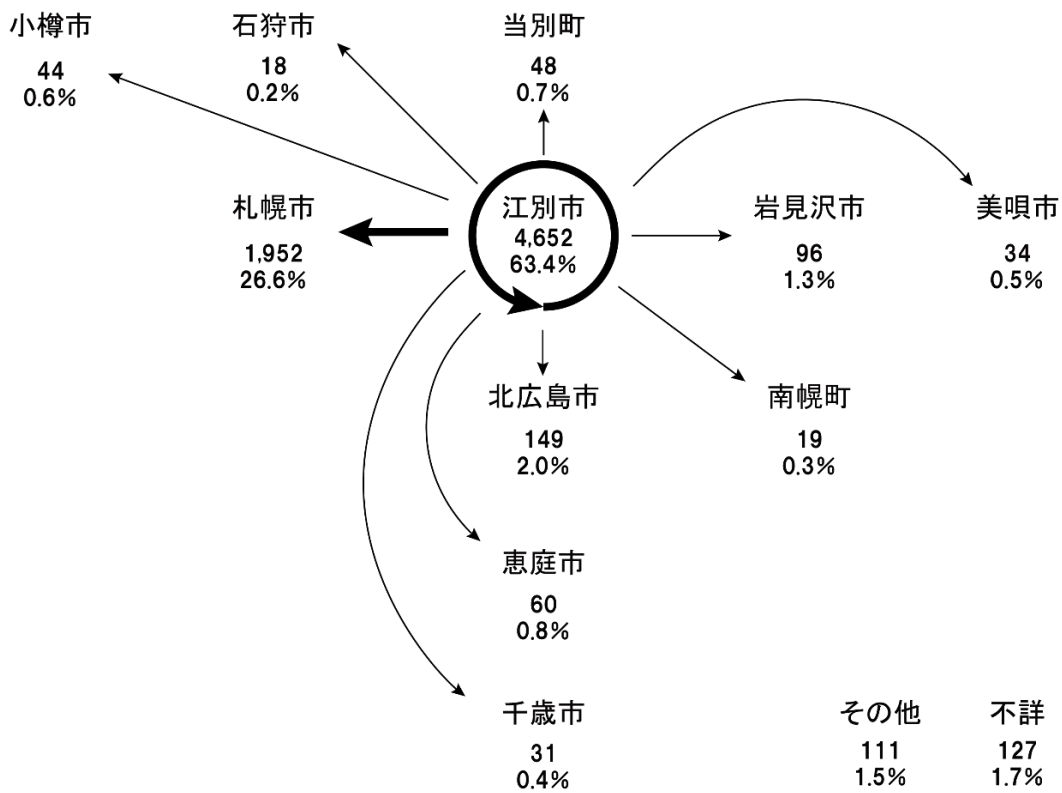 小樽市
44
0.6%
石狩市
18
0.2%
当別町
48
0.7%
札幌市
1,952
26.6%
江別市
4,652
63.4%
岩見沢市
96
1.3%
美唄市
34
0.5%
北広島市
149
2.0%
南幌町
19
0.3%
恵庭市
60
0.8%
千歳市
31
0.4%
その他
111
1.5%
不詳
127
1.7%